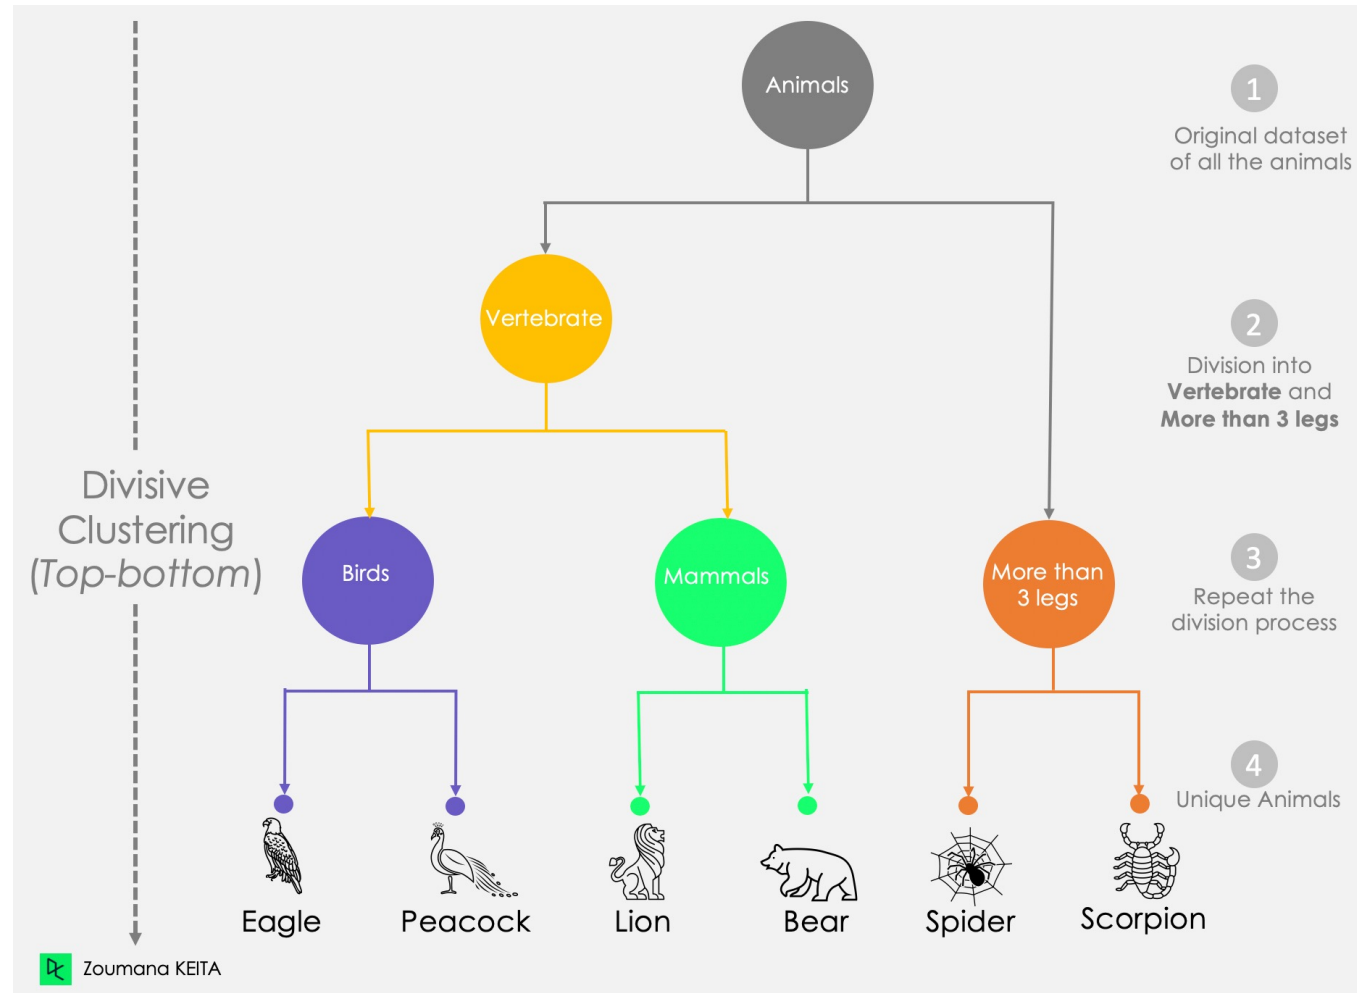 Animals
1
Original dataset
of all the animals
Vertebrate
2
Division into
Vertebrate and
More than 3 legs
Divisive
Clustering
(Top-bottom)
Birds
Mammals
More than
3 legs
3
Repeat the
division process
4
Unique Animals
Eagle
Peacock
Lion
Bear
Spider
Scorpion
DC
Zoumana KEITA